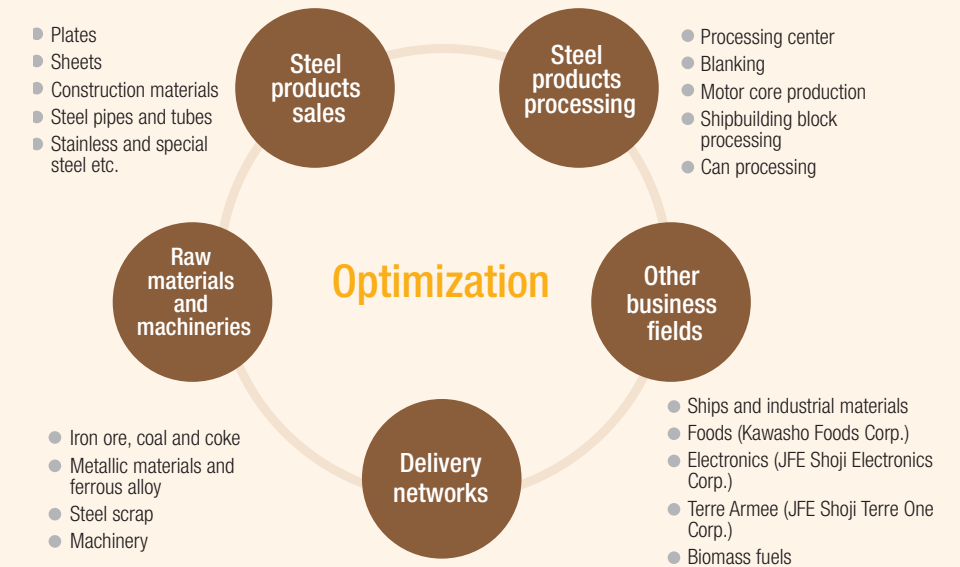 Plates
Sheets
Construction materials
Steel pipes and tubes
Stainless and special
steel etc.
Steel
products
sales
Steel
products
processing
Processing center
Blanking
Motor core production
Shipbuilding block
processing
Can processing
Raw
materials
and
machineries
Optimization
Other
business
fields
Iron ore, coal and coke
Metallic materials and
ferrous alloy
Steel scrap
Machinery
Delivery
networks
Ships and industrial materials
Foods (Kawasho Foods Corp.)
Electronics (JFE Shoji Electronics
Corp.)
Terre Armee (JFE Shoji Terre One
Corp.)
Biomass fuels